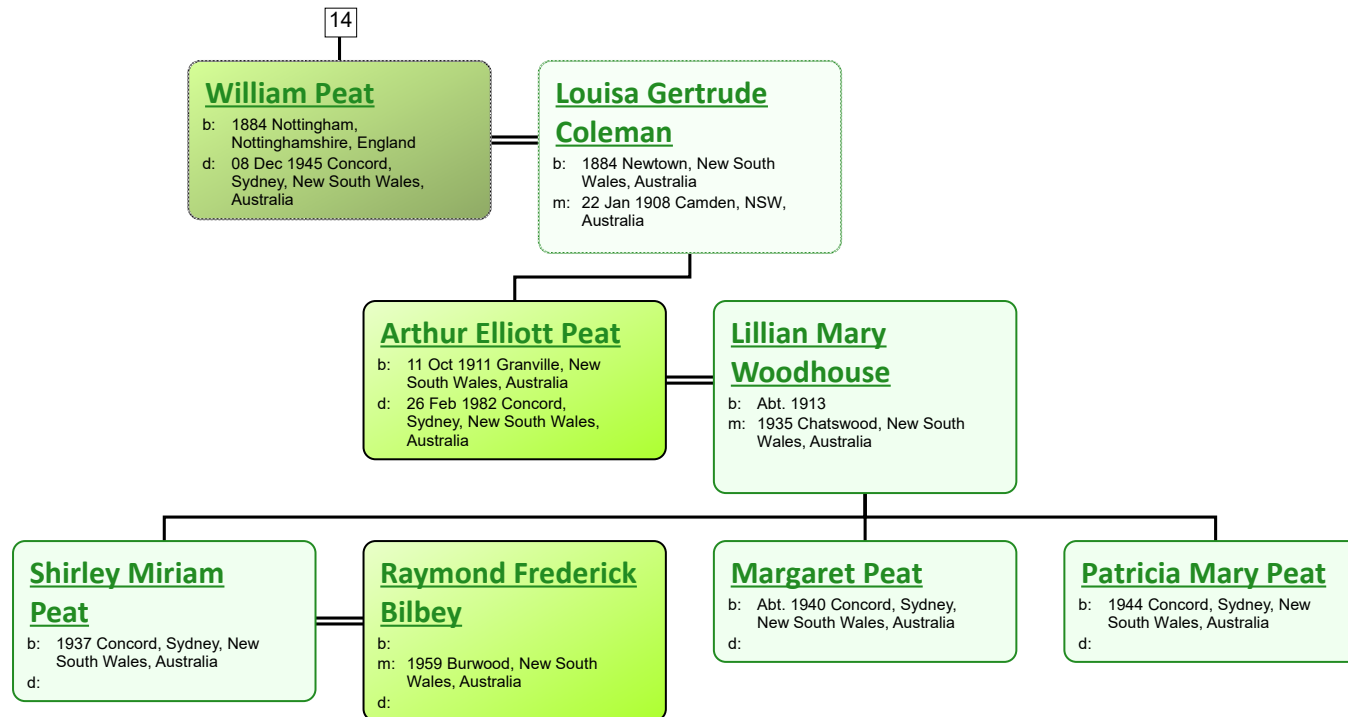 14
William Peat
b: 1884 Nottingham,
Nottinghamshire, England
d: 08 Dec 1945 Concord,
Sydney, New South Wales,
Australia
Louisa Gertrude
Coleman
b: 1884 Newtown, New South
Wales, Australia
m: 22 Jan 1908 Camden, NSW,
Australia
Arthur Elliott Peat
b: 11 Oct 1911 Granville, New
South Wales, Australia
d: 26 Feb 1982 Concord,
Sydney, New South Wales,
Australia
Lillian Mary
Woodhouse
b: Abt. 1913
m: 1935 Chatswood, New South
Wales, Australia
Shirley Miriam
Peat
b: 1937 Concord, Sydney, New
South Wales, Australia
d:
Raymond Frederick
Bilbey
b:
m: 1959 Burwood, New South
Wales, Australia
d:
Margaret Peat
b: Abt. 1940 Concord, Sydney,
New South Wales, Australia
d:
Patricia Mary Peat
b: 1944 Concord, Sydney, New
South Wales, Australia
d: